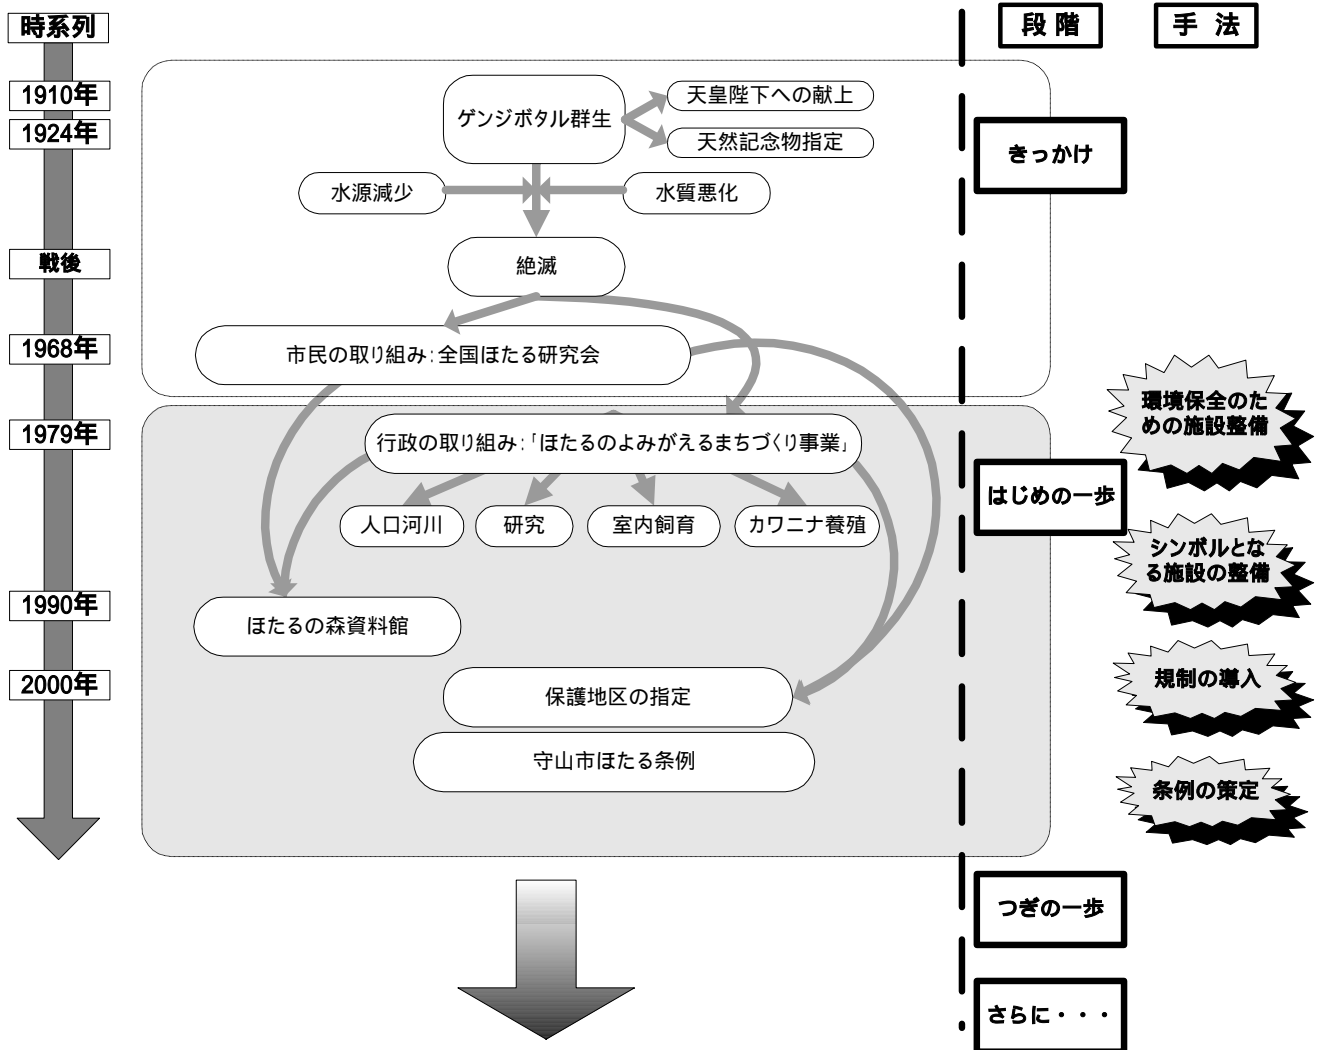 時系列
段階
手法
1910年
1924年
戦後
1968年
1979年
1990年
2000年
ゲンジボタル群生
天皇陛下への献上
天然記念物指定
水源減少
水質悪化
絶滅
市民の取り組み：全国ほたる研究会
行政の取り組み：「ほたるのよみがえるまちづくり事業」
人口河川
研究
室内飼育
カワニナ養殖
ほたるの森資料館
保護地区の指定
守山市ほたる条例
きっかけ
はじめの一歩
つぎの一歩
さらに・・・
環境保全のた
めの施設整備
シンボルとな
る施設の整備
規制の導入
条例の策定